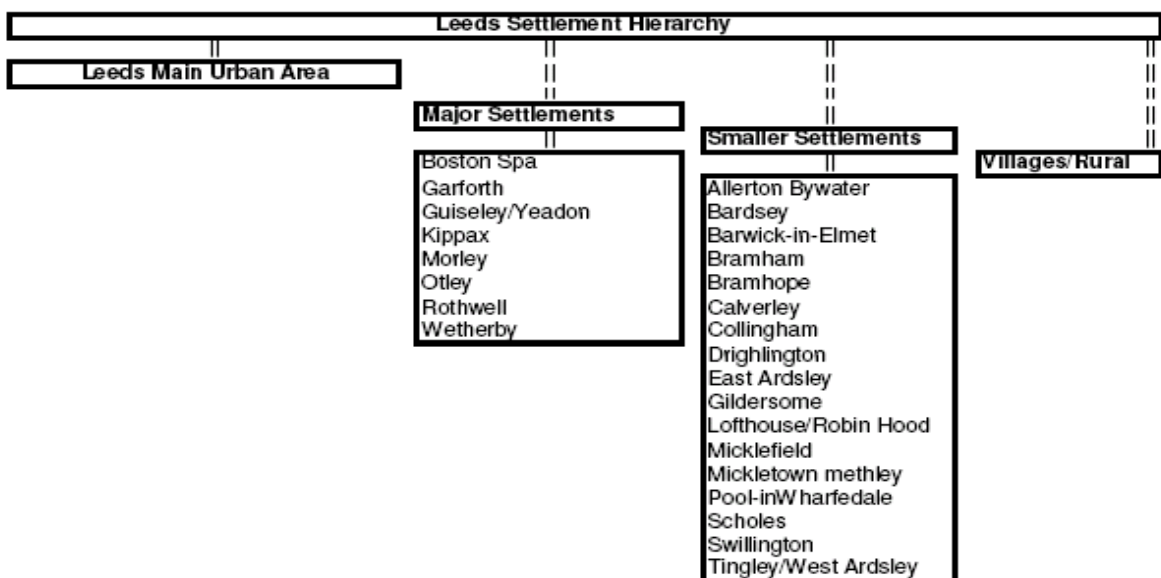 Leeds Settlement Hierarchy
Leeds Main Urban Area
Major Settlements
Boston Spa
Garforth
Guiseley/Yeadon
Kippax
Morley
Otley
Rothwell
Wetherby
Smaller Settlements
Allerton Bywater
Bardsey
Barwick-in-Elmet
Bramham
Bramhope
Calverley
Collingham
Drighlington
East Ardsley
Gildersome
Lofthouse/Robin Hood
Micklefield
Mickletown methley
Pool-inWharfedale
Scholes
Swillington
Tingley/West Ardsley
Villages/Rural